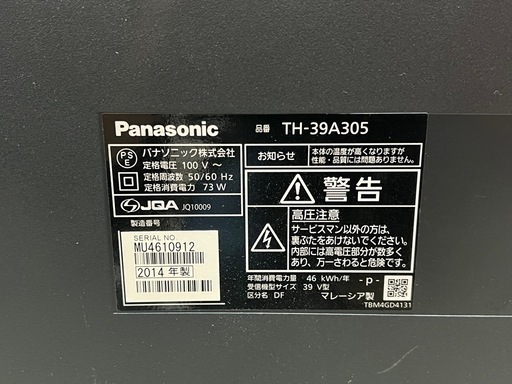 Panasonic
品番 TH-39A305
PS
E
パナソニック株式会社
定格電圧 100 V ～
定格周波数 50/60 Hz
定格消費電力 73 W
お知らせ
本体の温度が高くなりますが
性能・品質には問題ありません。
JQA JQ10009
製造番号
SERIAL NO.
MU4610912
2014 年製
警告
高圧注意
サービスマン以外の方は、
裏ぶたをあけないでください。
内部には高電圧部分が数多く
あり、万一さわると危険です。
年間消費電力量 46 kWh/年
受信機型サイズ 39 V型
区分名 DF
- p -
マレーシア製
TBM4GD4131